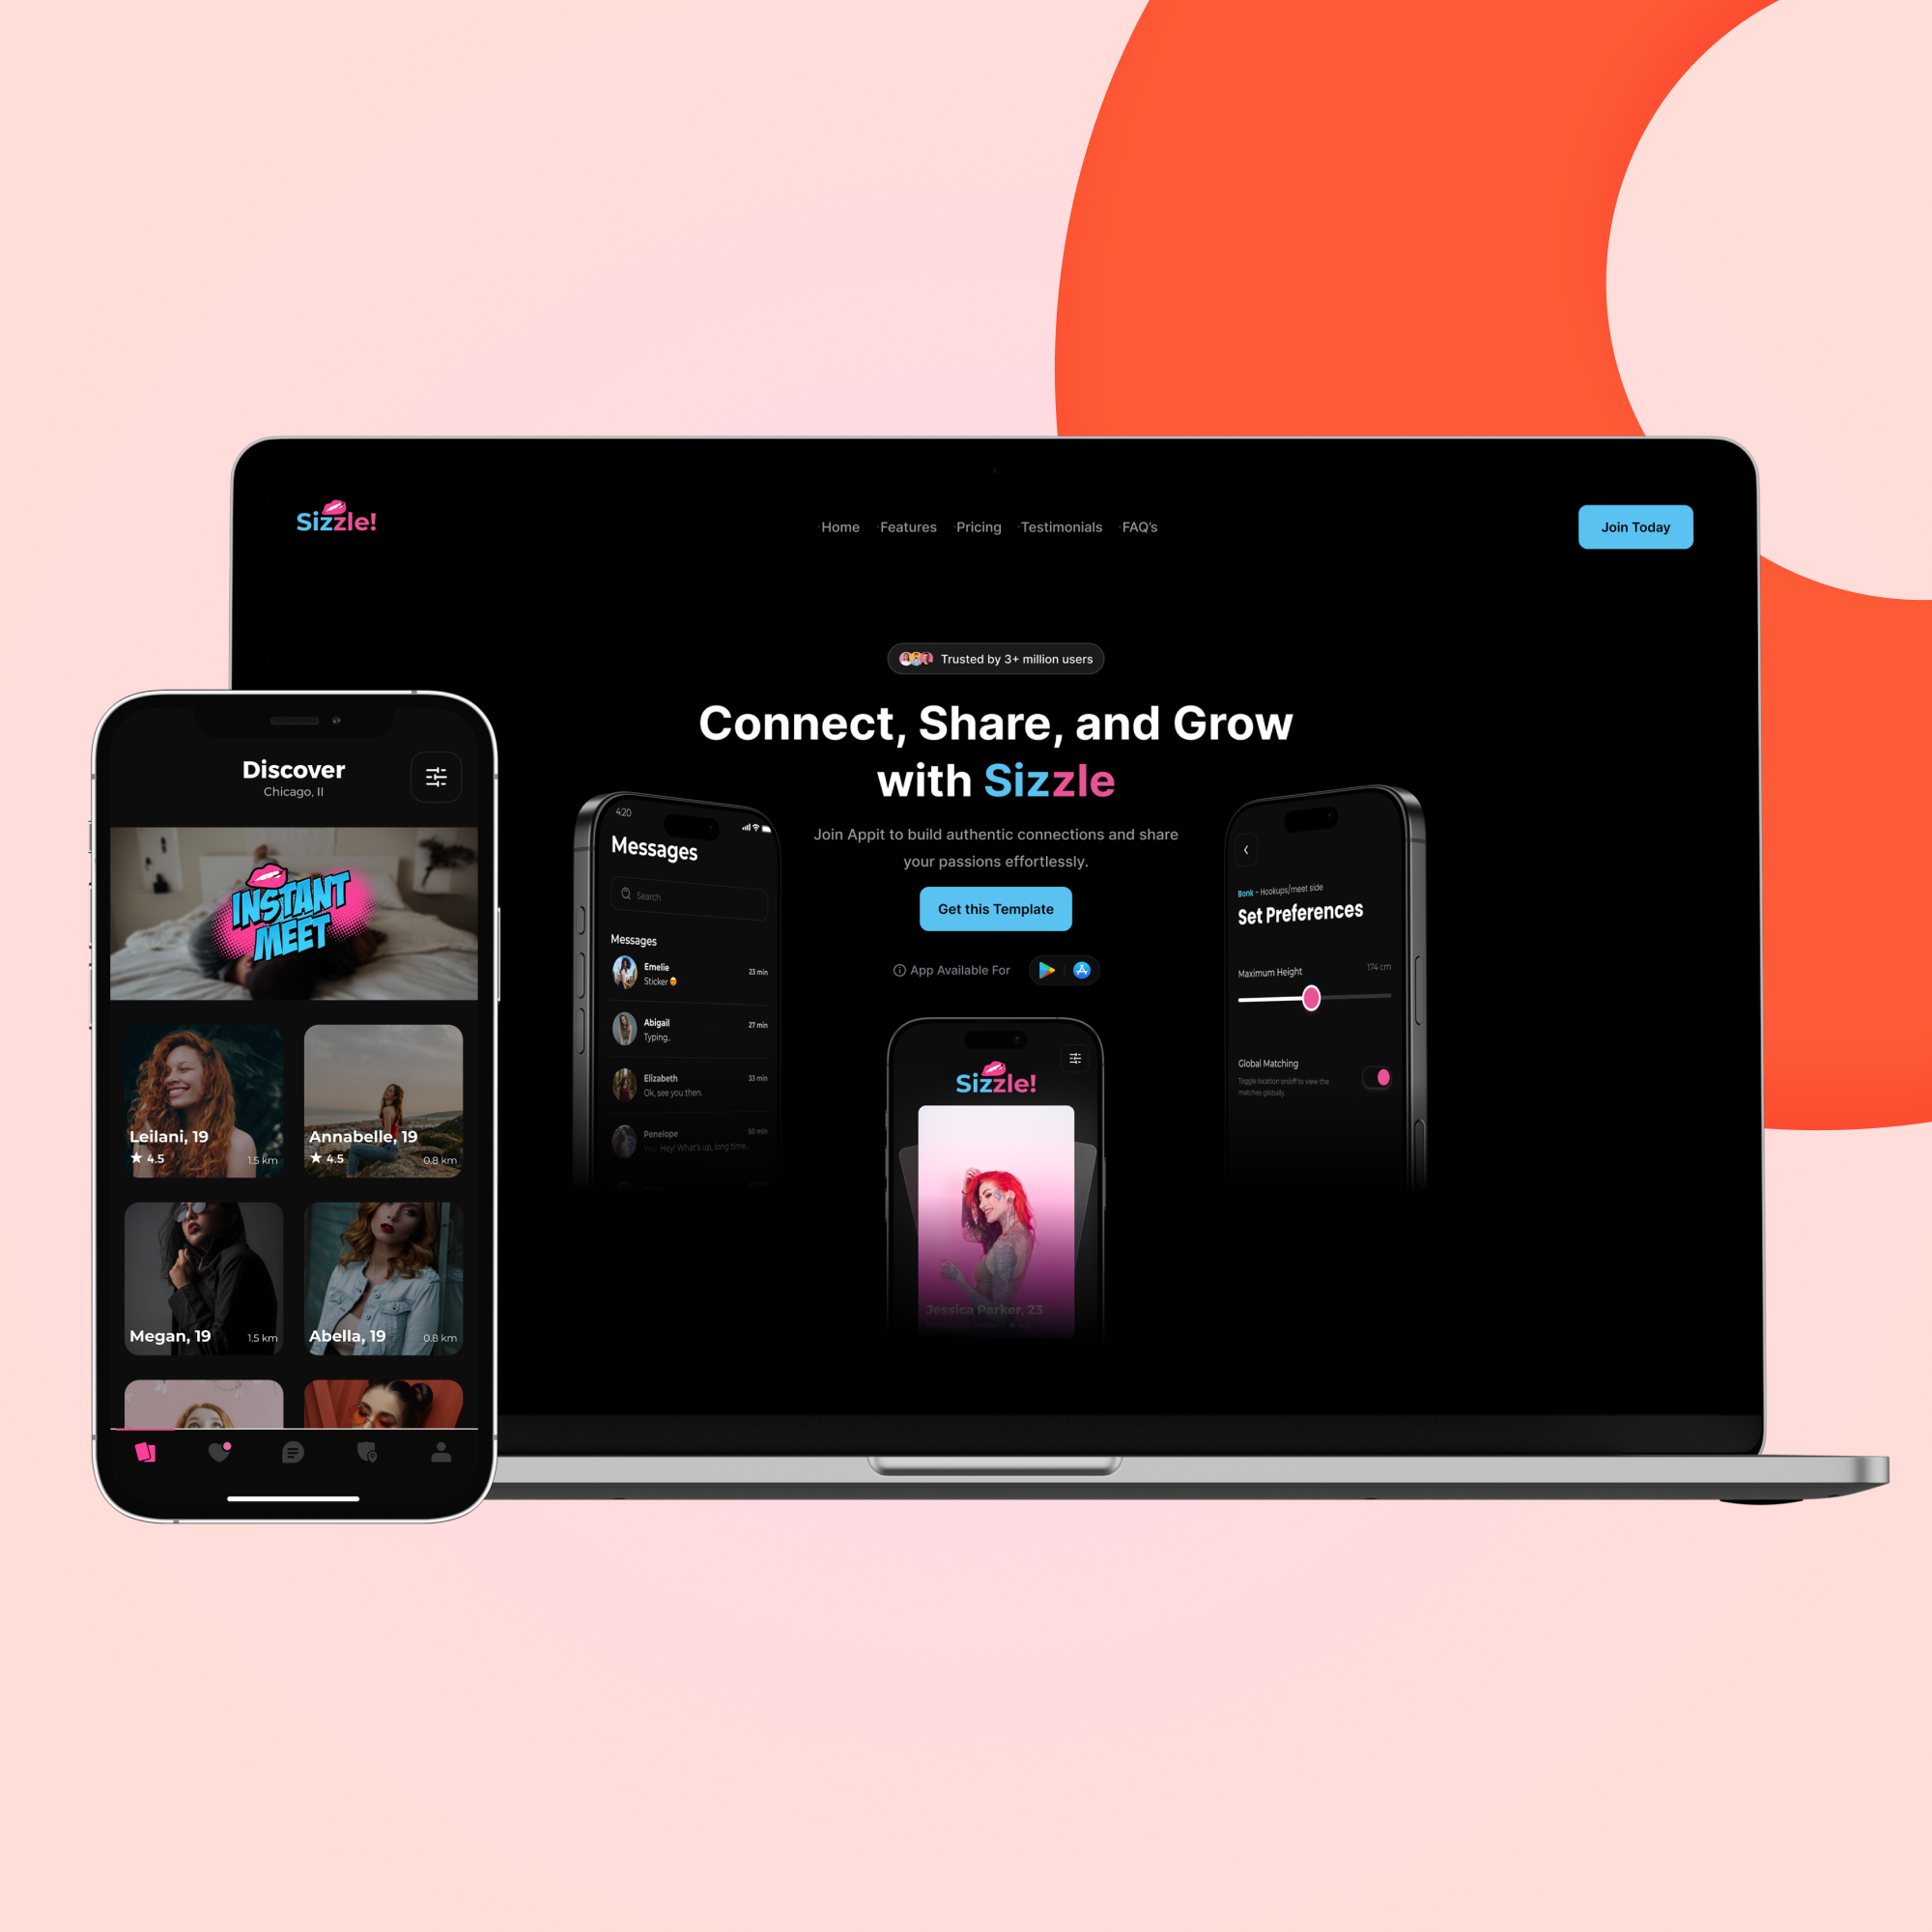 Sizzle!
Home Features Pricing Testimonials FAQ's
Join Today
Trusted by 3+ million users
Connect, Share, and Grow
with Sizzle
Join Appit to build authentic connections and share
your passions effortlessly.
Get this Template
App Available For
4:20
Messages
Search
Messages
Emelie
23 min
Sticker 😍
Abigail
27 min
Typing..
Elizabeth
33 min
Ok, see you then.
Penelope
50 min
You: Hey! What's up, long time..
Sizzle!
Jessica Parker, 23
Bonk - Hookups/meet side
Set Preferences
Maximum Height
174 cm
Global Matching
Toggle location on/off to view the
matches globally.
Discover
Chicago, Il
INSTANT
MEET
Leilani, 19
★ 4.5
1.5 km
Annabelle, 19
★ 4.5
0.8 km
Megan, 19
1.5 km
Abella, 19
0.8 km